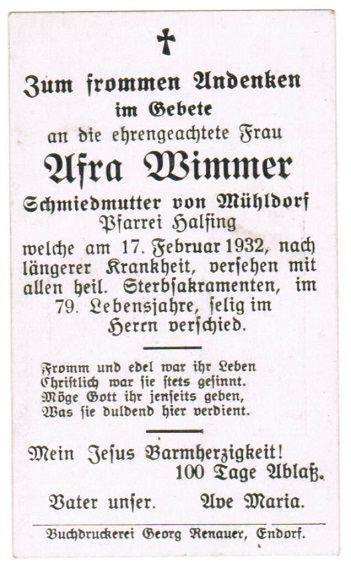 Zum frommen Andenken
im Gebete
an die ehrengeachtete Frau
Afra Wimmer
Schmiedmutter von Mühldorf
Pfarrei Halfing
welche am 17. Februar 1932, nach
längerer Krankheit, versehen mit
allen heil. Sterbsakramenten, im
79. Lebensjahre, selig im
Herrn verschied.
Fromm und edel war ihr Leben
Christlich war sie stets gesinnt.
Möge Gott ihr jenseits geben,
Was sie duldend hier verdient.
Mein Jesus Barmherzigkeit!
100 Tage Ablaß.
Vater unser. Ave Maria.
Buchdruckerei Georg Renauer, Endorf.